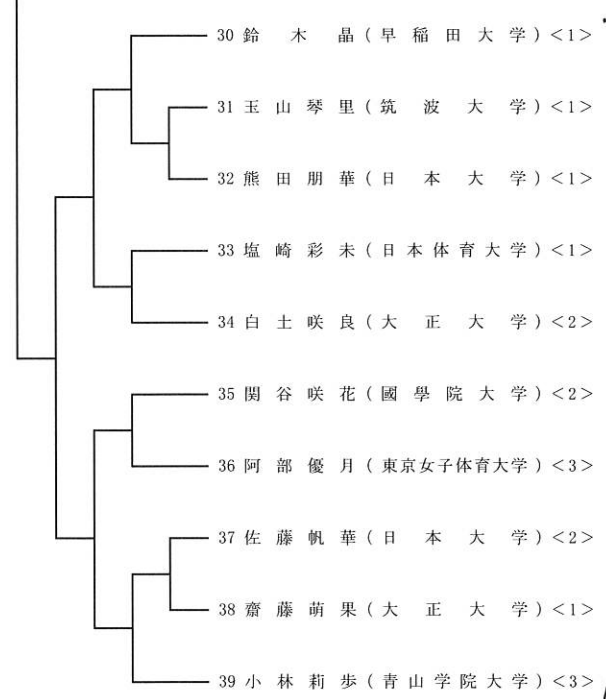 30 鈴木晶(早稲田大学)<1>
31 玉山琴里(筑波大学)<1>
32 熊田朋華(日本大学)<1>
33 塩崎彩未(日本体育大学)<1>
34 白土咲良(大正大学)<2>
35 関谷咲花(國學院大学)<2>
36 阿部優月(東京女子体育大学)<3>
37 佐藤帆華(日本大学)<2>
38 齋藤萌果(大正大学)<1>
39 小林莉歩(青山学院大学)<3>